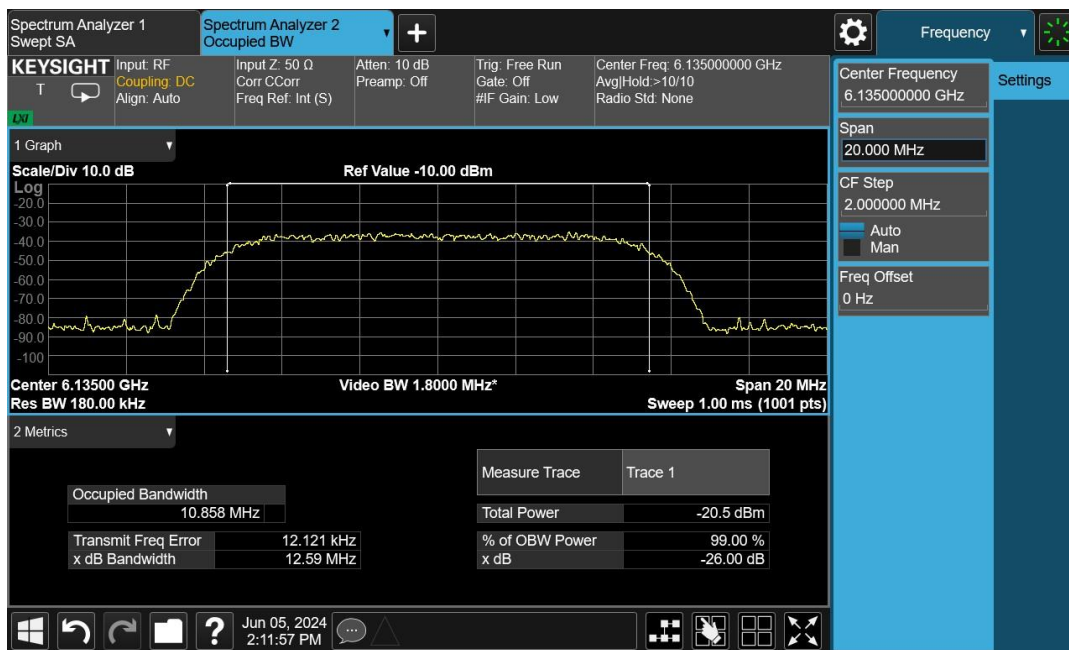 Spectrum Analyzer 1
Swept SA
Spectrum Analyzer 2
Occupied BW
Frequency
KEYSIGHT
T
LXI
Input: RF
Coupling: DC
Align: Auto
Input Z: 50 Ω
Corr CCorr
Freq Ref: Int (S)
Atten: 10 dB
Preamp: Off
Trig: Free Run
Gate: Off
#IF Gain: Low
Center Freq: 6.135000000 GHz
Avg|Hold:>10/10
Radio Std: None
1 Graph
Scale/Div 10.0 dB
Ref Value -10.00 dBm
Log
-20.0
-30.0
-40.0
-50.0
-60.0
-70.0
-80.0
-90.0
-100
Center 6.13500 GHz
Video BW 1.8000 MHz*
Span 20 MHz
Res BW 180.00 kHz
Sweep 1.00 ms (1001 pts)
2 Metrics
Measure Trace
Trace 1
Occupied Bandwidth
10.858 MHz
Total Power
-20.5 dBm
Transmit Freq Error
12.121 kHz
% of OBW Power
99.00 %
x dB Bandwidth
12.59 MHz
x dB
-26.00 dB
Center Frequency
6.135000000 GHz
Settings
Span
20.000 MHz
CF Step
2.000000 MHz
Auto
Man
Freq Offset
0 Hz
?
Jun 05, 2024
2:11:57 PM